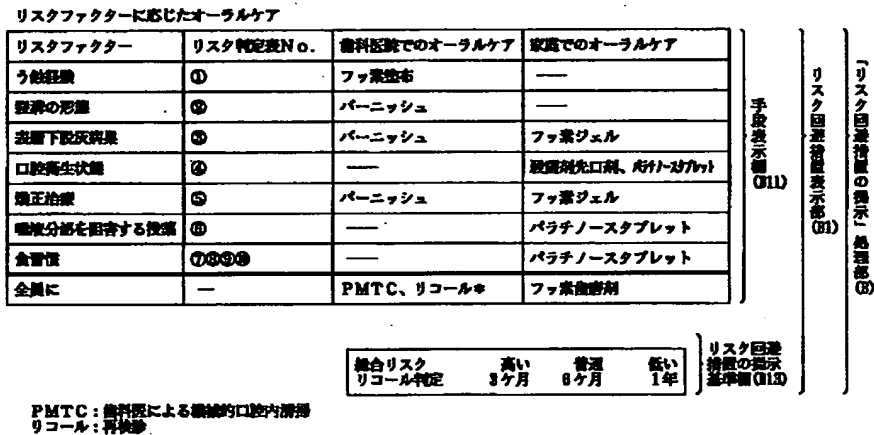 リスクファクターに応じたオーラルケア
リスクファクター リスク判定表No. 歯科医院でのオーラルケア 家庭でのオーラルケア
う蝕経験 ① フッ素塗布 ——
裂溝の形態 ② バーニッシュ ——
表層下脱灰病巣 ③ バーニッシュ フッ素ジェル
口腔衛生状態 ④ —— 殺菌剤先口剤、パラチノースタブレット
矯正治療 ⑤ バーニッシュ フッ素ジェル
唾液分泌を阻害する投薬 ⑥ —— パラチノースタブレット
食習慣 ⑦⑧⑨⑩ —— パラチノースタブレット
全員に — PMTC、リコール* フッ素歯磨剤
手段表示欄(B11)
リスク回避措置表示部(B1)
「リスク回避措置の提示」処理部(B)
総合リスク 高い 普通 低い
リコール判定 3ケ月 6ケ月 1年
リスク回避
措置の提示
基準欄(B13)
PMTC:歯科医による機械的口腔内清掃
リコール:再検診